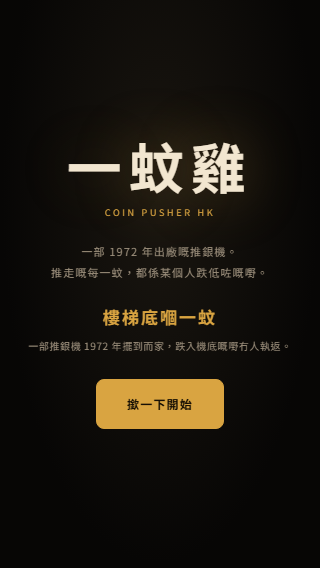 一蚊雞
COIN PUSHER HK
一部 1972 年出廠嘅推銀機。
推走嘅每一蚊，都係某個人跌低咗嘅嘢。
樓梯底嗰一蚊
一部推銀機 1972 年擺到而家，跌入機底嘅嘢冇人執返。
撳一下開始